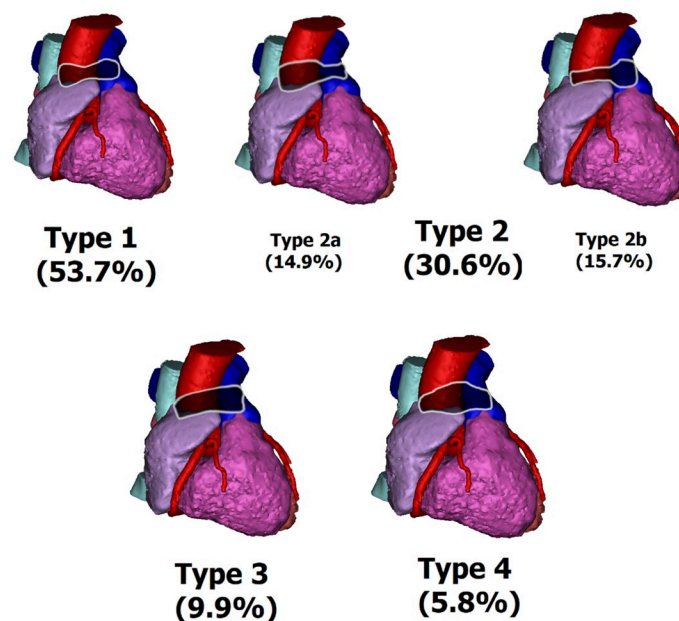 Type 1
(53.7%)
Type 2a
(14.9%)
Type 2
(30.6%)
Type 2b
(15.7%)
Type 3
(9.9%)
Type 4
(5.8%)